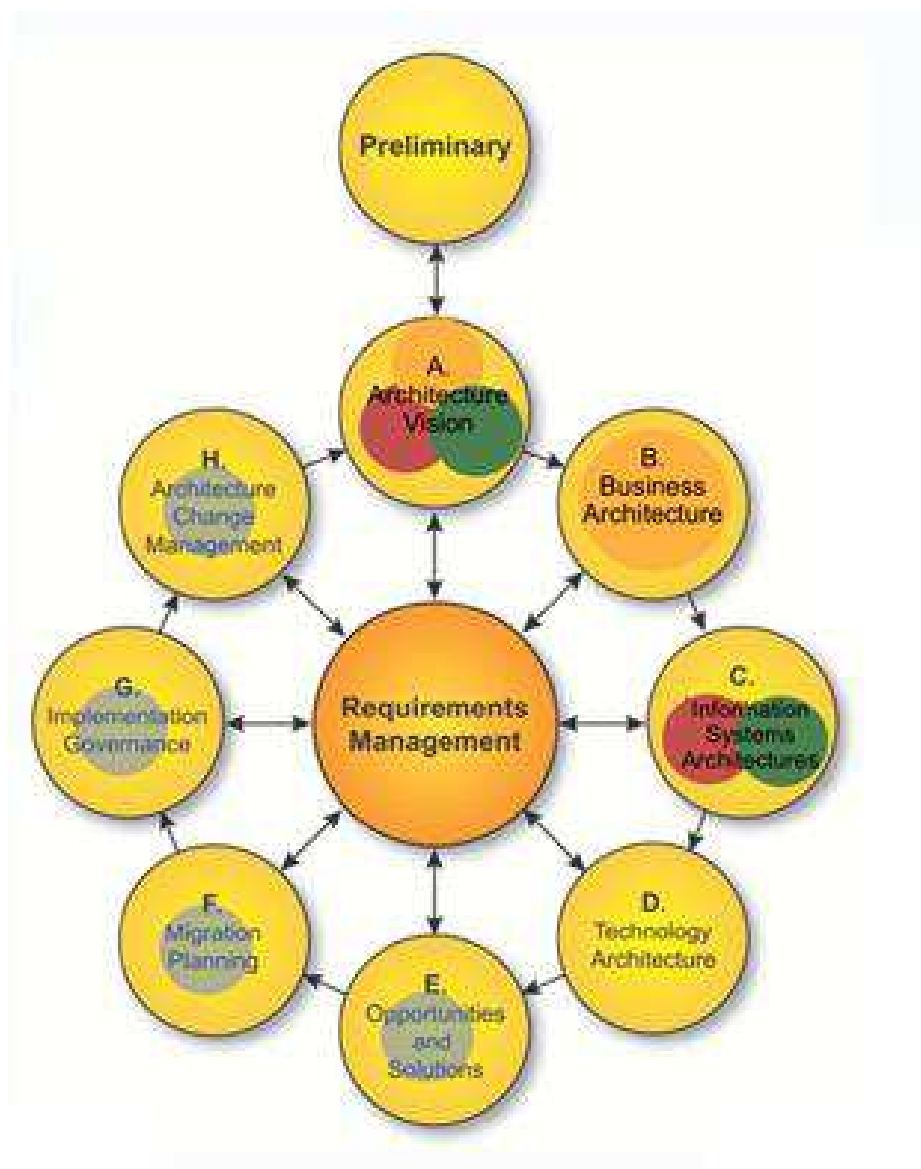 Preliminary
A.
Architecture
Vision
B.
Business
Architecture
C.
Information
Systems
Architectures
D.
Technology
Architecture
E.
Opportunities
and
Solutions
F.
Migration
Planning
G.
Implementation
Governance
H.
Architecture
Change
Management
Requirements
Management